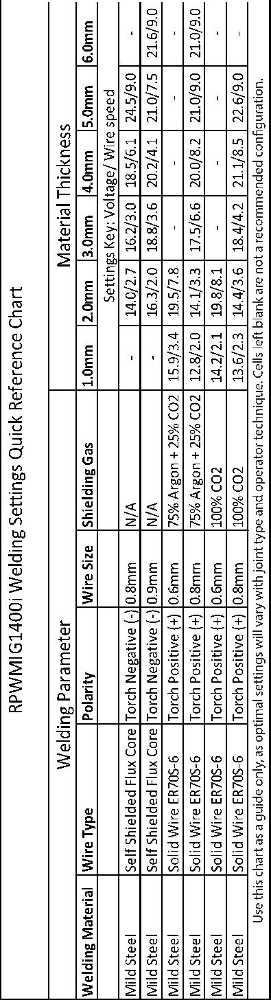 RPWMIG1400i Welding Settings Quick Reference Chart
Welding Parameter Material Thickness
Welding Material Wire Type Polarity Wire Size Shielding Gas 1.0mm 2.0mm 3.0mm 4.0mm 5.0mm 6.0mm
Settings Key: Voltage/ Wire speed
Mild Steel Self Shielded Flux Core Torch Negative (-) 0.8mm N/A - 14.0/2.7 16.2/3.0 18.5/6.1 24.5/9.0 -
Mild Steel Self Shielded Flux Core Torch Negative (-) 0.9mm N/A - 16.3/2.0 18.8/3.6 20.2/4.1 21.0/7.5 21.6/9.0
Mild Steel Solid Wire ER70S-6 Torch Positive (+) 0.6mm 75% Argon + 25% CO2 15.9/3.4 19.5/7.8 - - - -
Mild Steel Solid Wire ER70S-6 Torch Positive (+) 0.8mm 75% Argon + 25% CO2 12.8/2.0 14.1/3.3 17.5/6.6 20.0/8.2 21.0/9.0 21.0/9.0
Mild Steel Solid Wire ER70S-6 Torch Positive (+) 0.6mm 100% CO2 14.2/2.1 19.8/8.1 - - - -
Mild Steel Solid Wire ER70S-6 Torch Positive (+) 0.8mm 100% CO2 13.6/2.3 14.4/3.6 18.4/4.2 21.1/8.5 22.6/9.0 -
Use this chart as a guide only, as optimal settings will vary with joint type and operator technique. Cells left blank are not a recommended configuration.